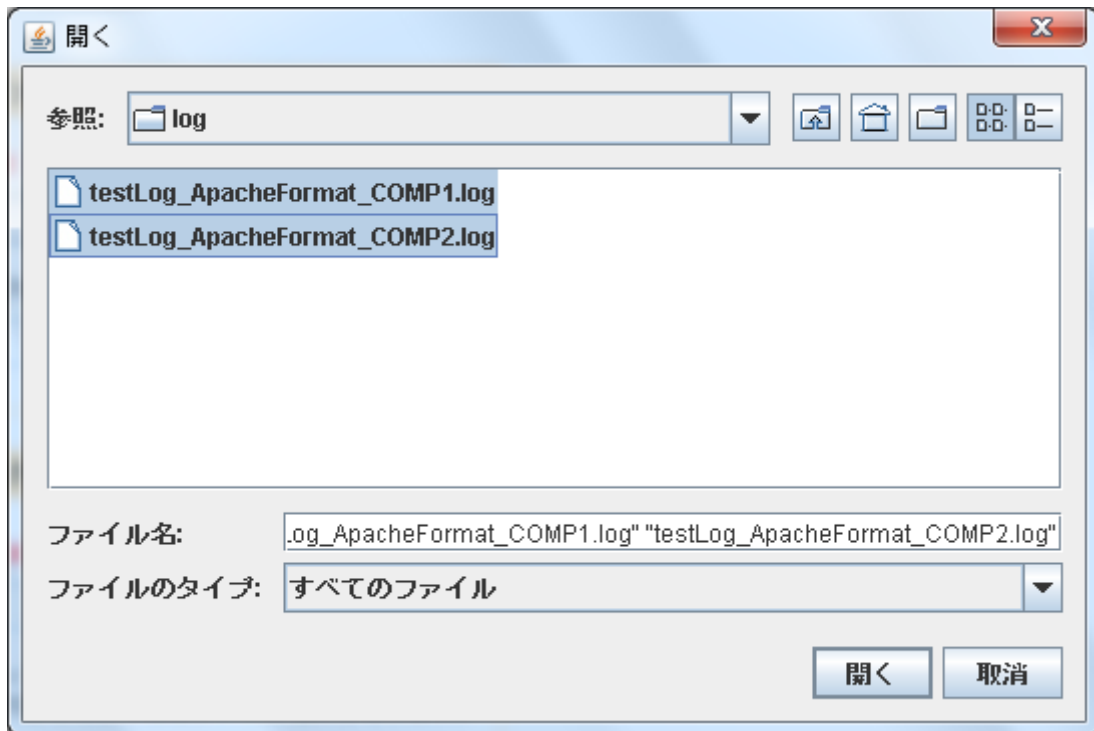 開く
参照: log
testLog_ApacheFormat_COMP1.log
testLog_ApacheFormat_COMP2.log
ファイル名: .og_ApacheFormat_COMP1.log" "testLog_ApacheFormat_COMP2.log"
ファイルのタイプ: すべてのファイル
開く 取消